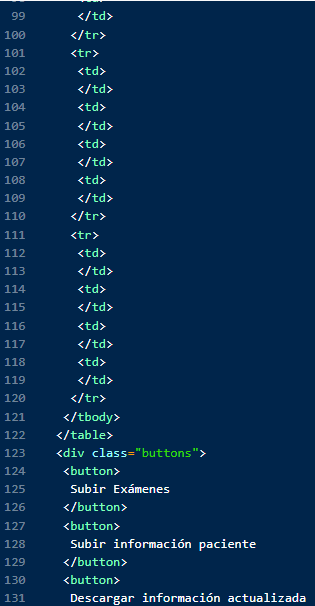 99 </td>
100 </tr>
101 <tr>
102 <td>
103 </td>
104 <td>
105 </td>
106 <td>
107 </td>
108 <td>
109 </td>
110 </tr>
111 <tr>
112 <td>
113 </td>
114 <td>
115 </td>
116 <td>
117 </td>
118 <td>
119 </td>
120 </tr>
121 </tbody>
122 </table>
123 <div class="buttons">
124 <button>
125 Subir Exámenes
126 </button>
127 <button>
128 Subir información paciente
129 </button>
130 <button>
131 Descargar información actualizada